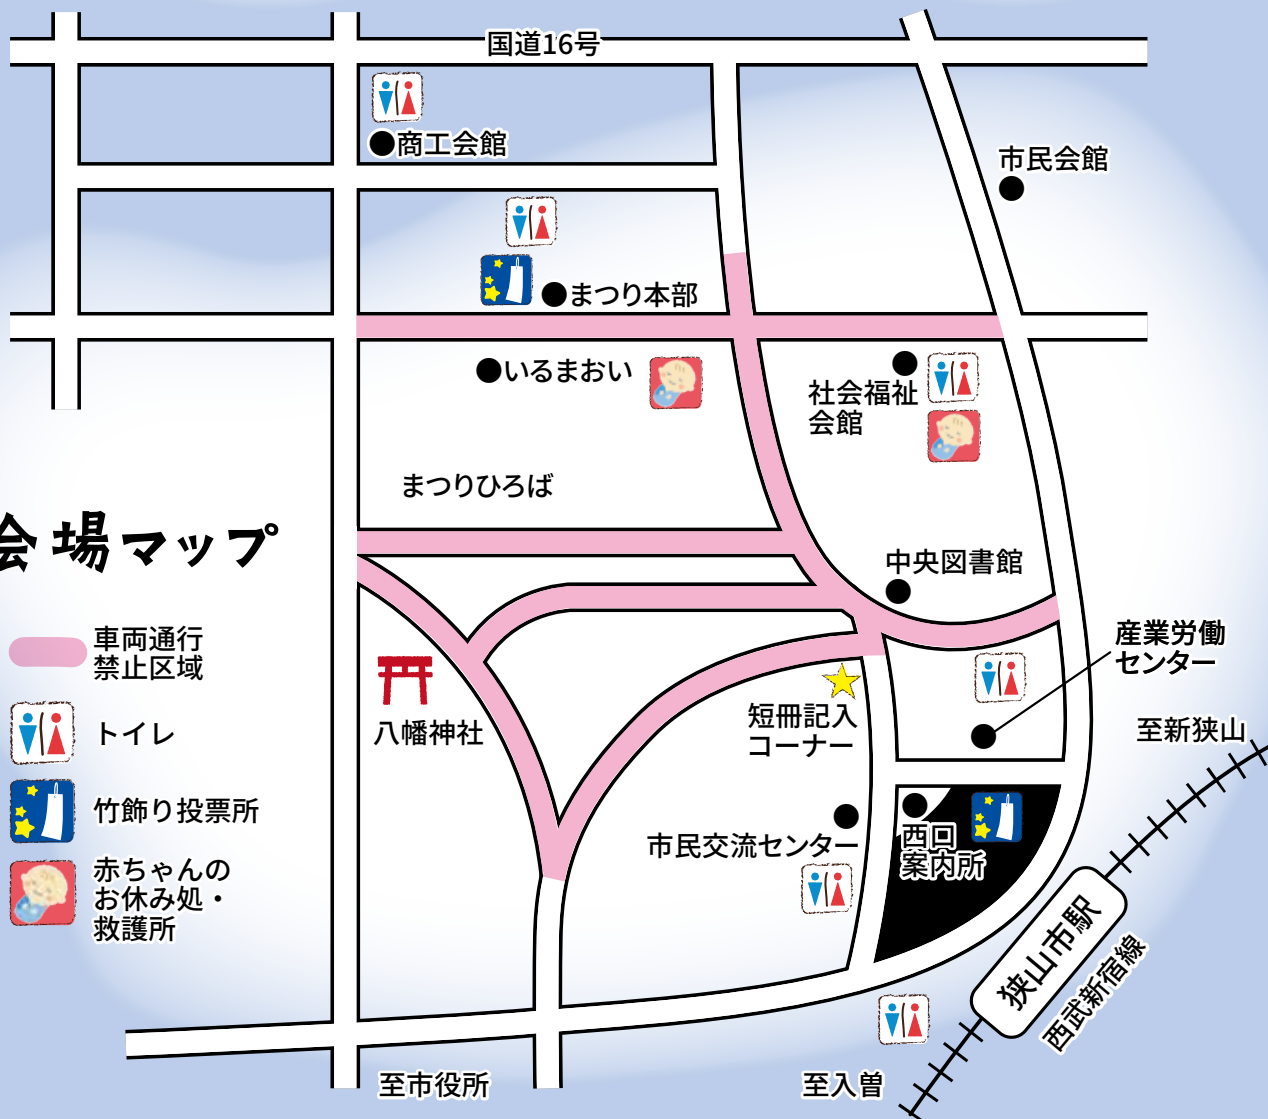 国道16号
●商工会館
市民会館
●まつり本部
●いるまおい
社会福祉
会館
まつりひろば
会場マップ
中央図書館
車両通行
禁止区域
産業労働
センター
トイレ
八幡神社
短冊記入
コーナー
至新狭山
竹飾り投票所
市民交流センター
西口
案内所
赤ちゃんの
お休み処・
救護所
狭山市駅
西武新宿線
至市役所
至入曽